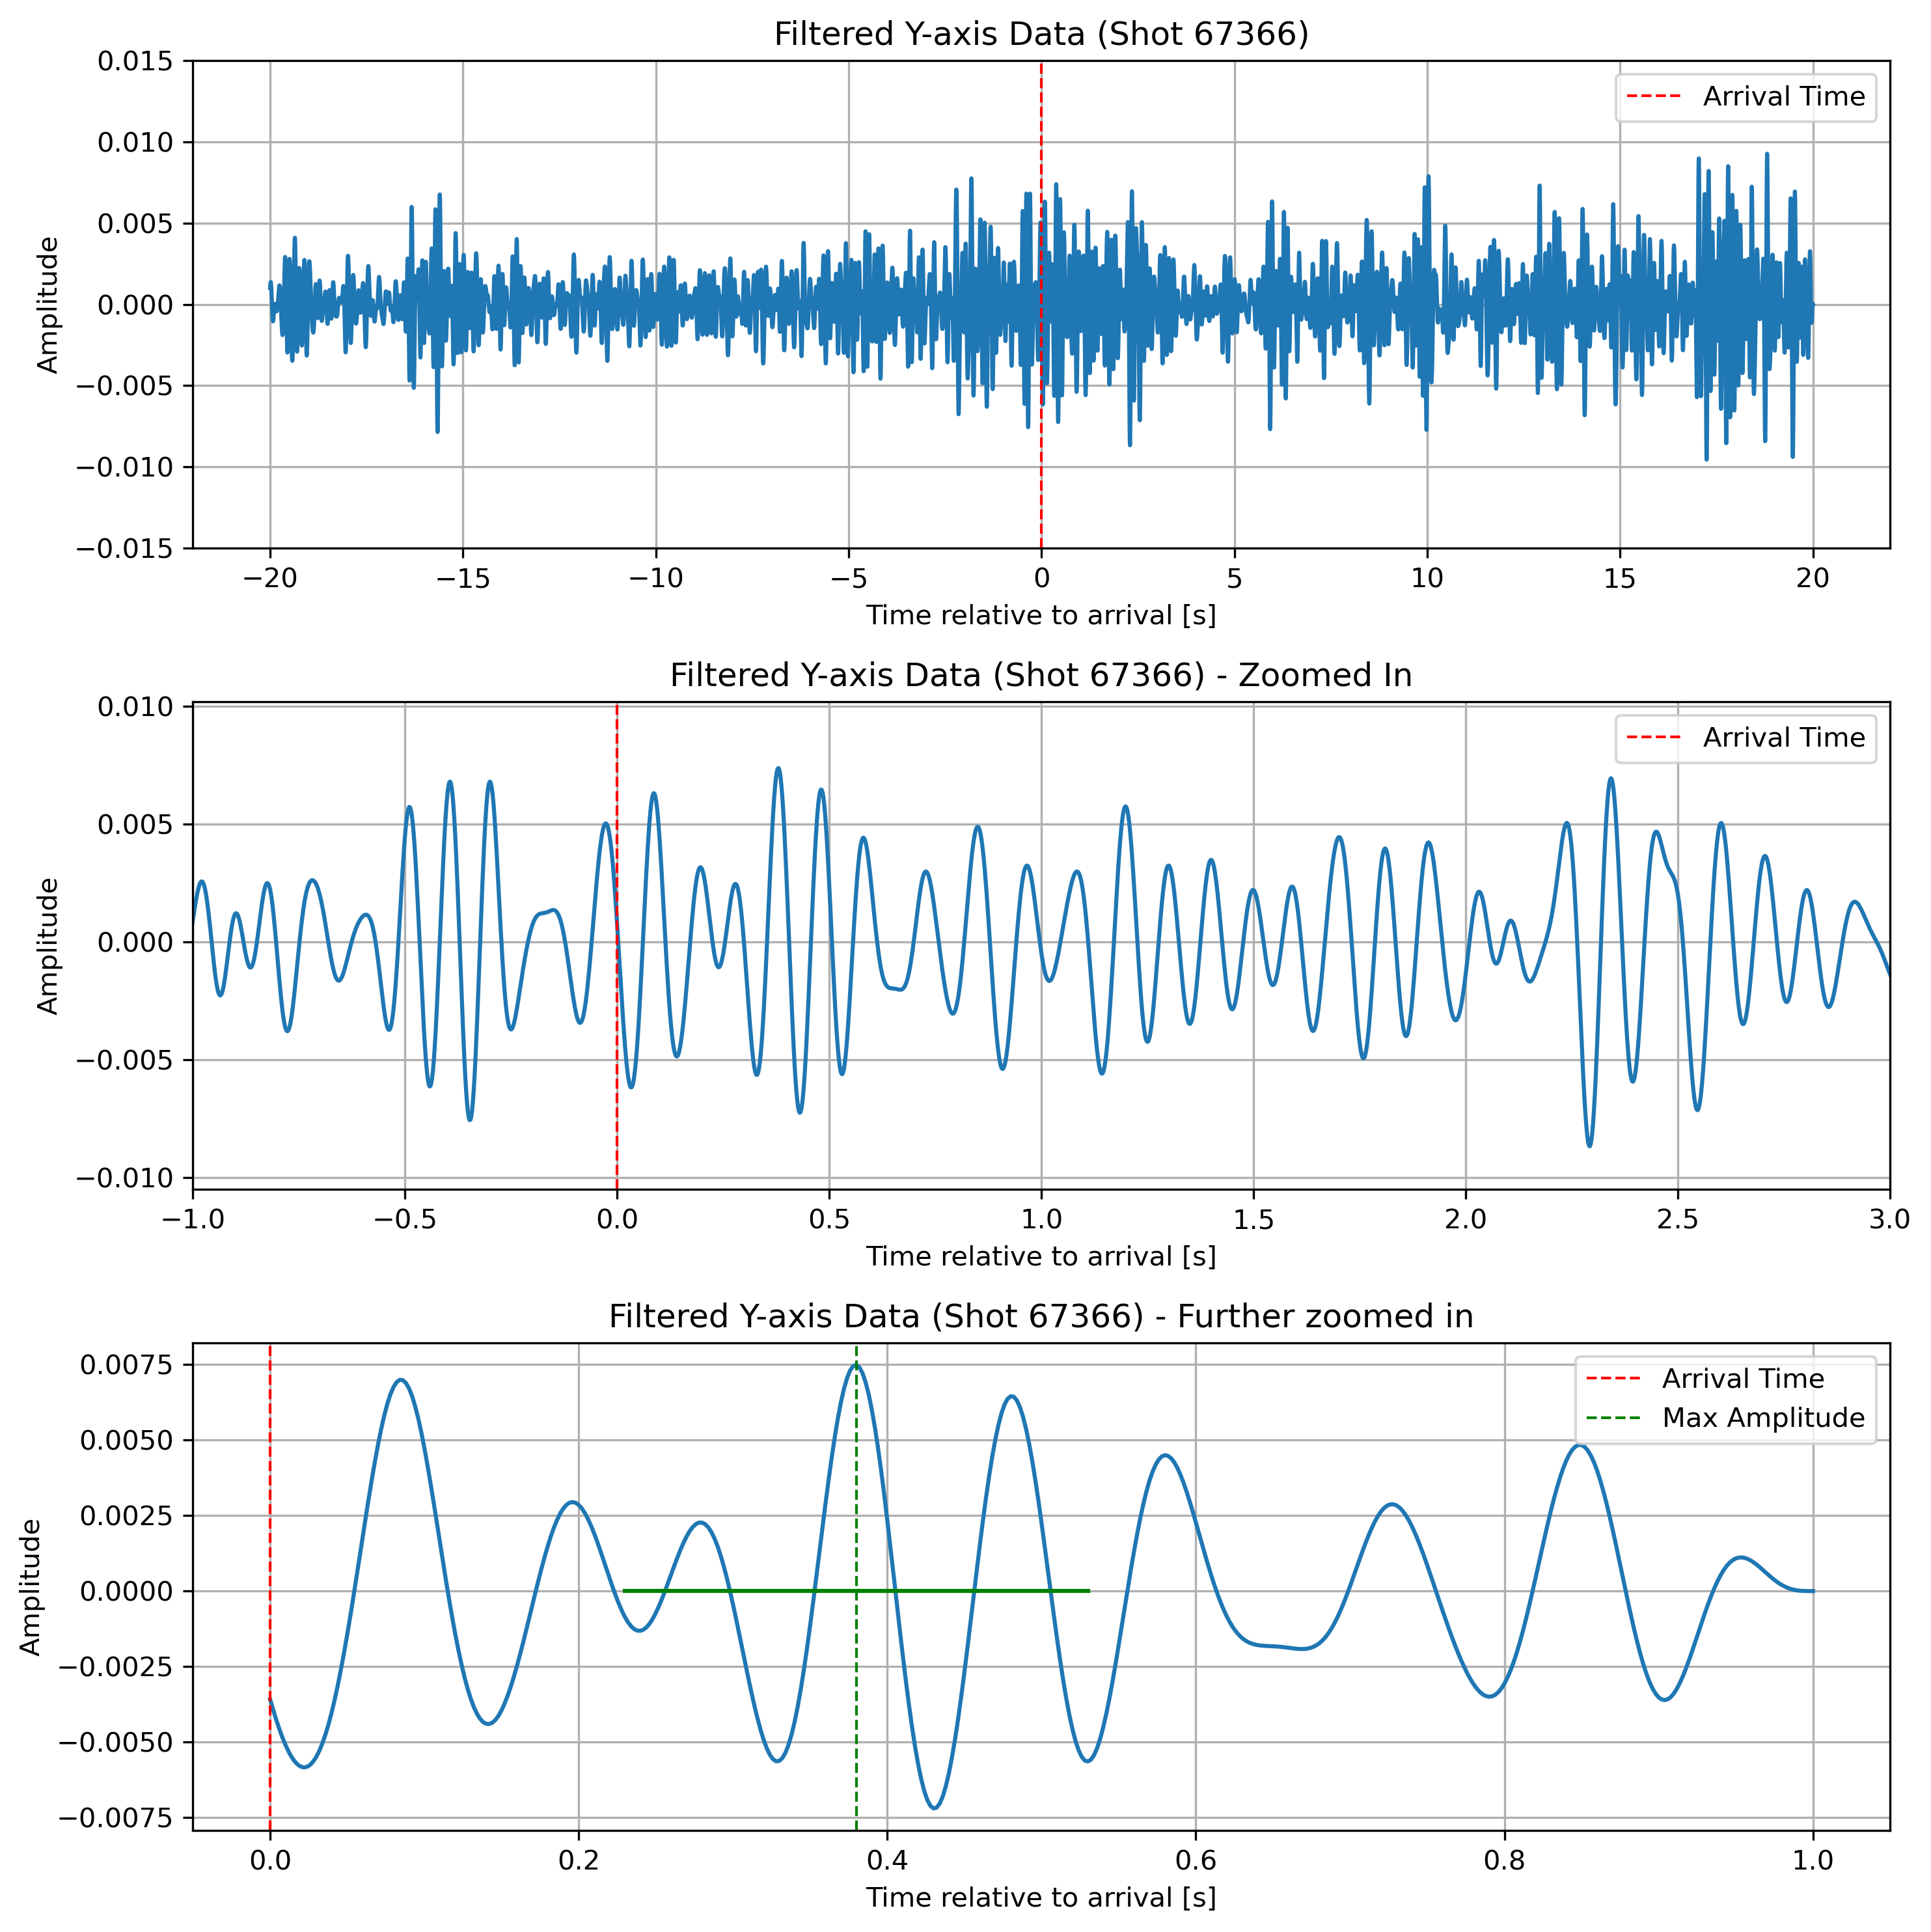 Filtered Y-axis Data (Shot 67366)
0.015
0.010
0.005
0.000
−0.005
−0.010
−0.015
Amplitude
Arrival Time
−20 −15 −10 −5 0 5 10 15 20
Time relative to arrival [s]
Filtered Y-axis Data (Shot 67366) - Zoomed In
0.010
0.005
0.000
−0.005
−0.010
Amplitude
Arrival Time
−1.0 −0.5 0.0 0.5 1.0 1.5 2.0 2.5 3.0
Time relative to arrival [s]
Filtered Y-axis Data (Shot 67366) - Further zoomed in
0.0075
0.0050
0.0025
0.0000
−0.0025
−0.0050
−0.0075
Amplitude
Arrival Time
Max Amplitude
0.0 0.2 0.4 0.6 0.8 1.0
Time relative to arrival [s]